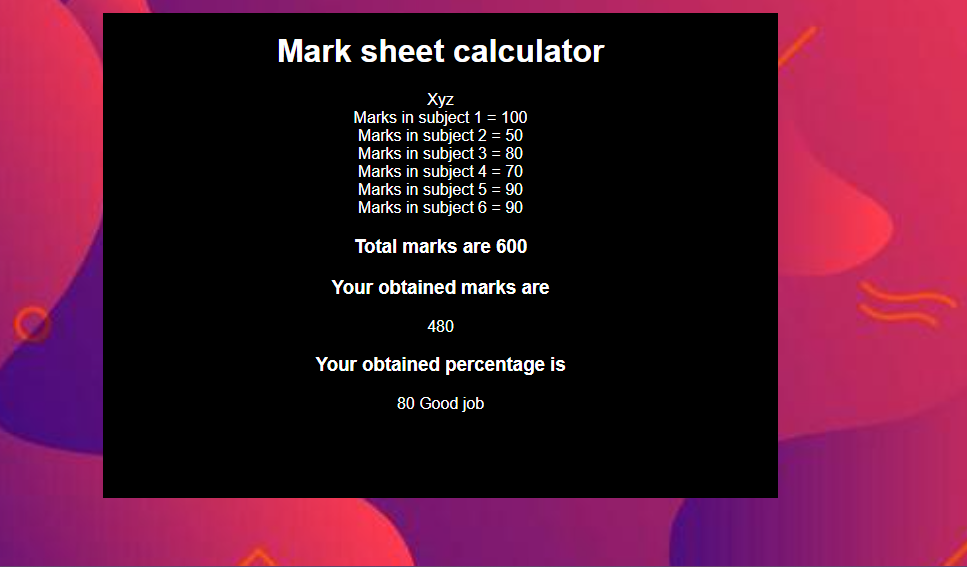 Mark sheet calculator
Xyz
Marks in subject 1 = 100
Marks in subject 2 = 50
Marks in subject 3 = 80
Marks in subject 4 = 70
Marks in subject 5 = 90
Marks in subject 6 = 90
Total marks are 600
Your obtained marks are
480
Your obtained percentage is
80 Good job